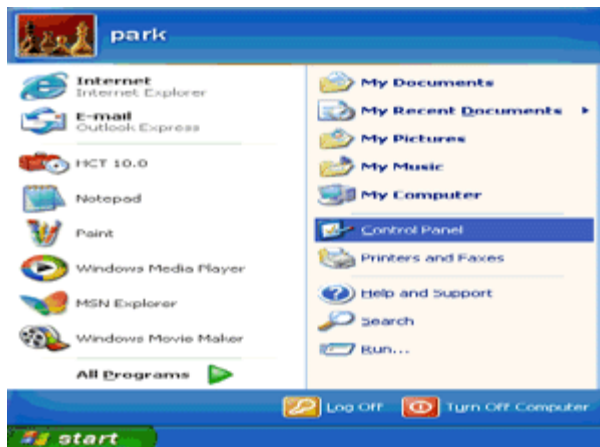 park
Internet
Internet Explorer
E-mail
Outlook Express
HCT 10.0
Notepad
Paint
Windows Media Player
MSN Explorer
Windows Movie Maker
All Programs
My Documents
My Recent Documents
My Pictures
My Music
My Computer
Control Panel
Printers and Faxes
Help and Support
Search
Run...
Log Off
Turn Off Computer
start